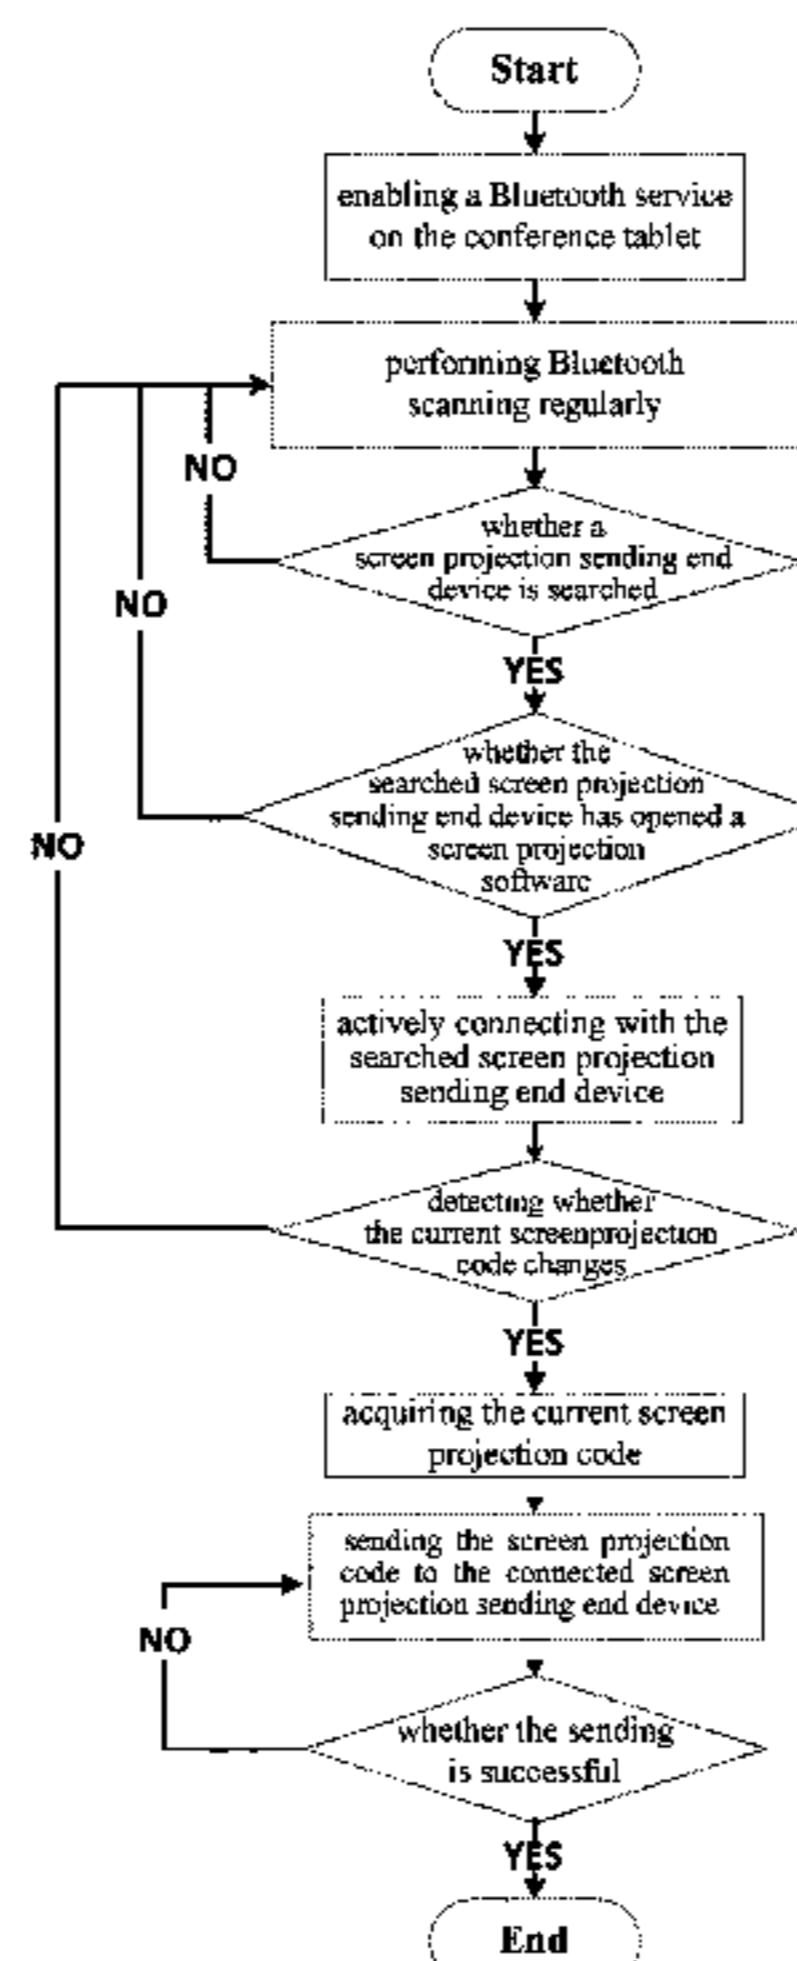 Start
enabling a Bluetooth service
on the conference tablet
performing Bluetooth
scanning regularly
NO
whether a
screen projection sending end
device is searched
NO
YES
whether the
searched screen projection
sending end device has opened a
screen projection
software
NO
YES
actively connecting with the
searched screen projection
sending end device
detecting whether
the current screenprojection
code changes
YES
acquiring the current screen
projection code
sending the screen projection
code to the connected screen
projection sending end device
NO
whether the sending
is successful
YES
End